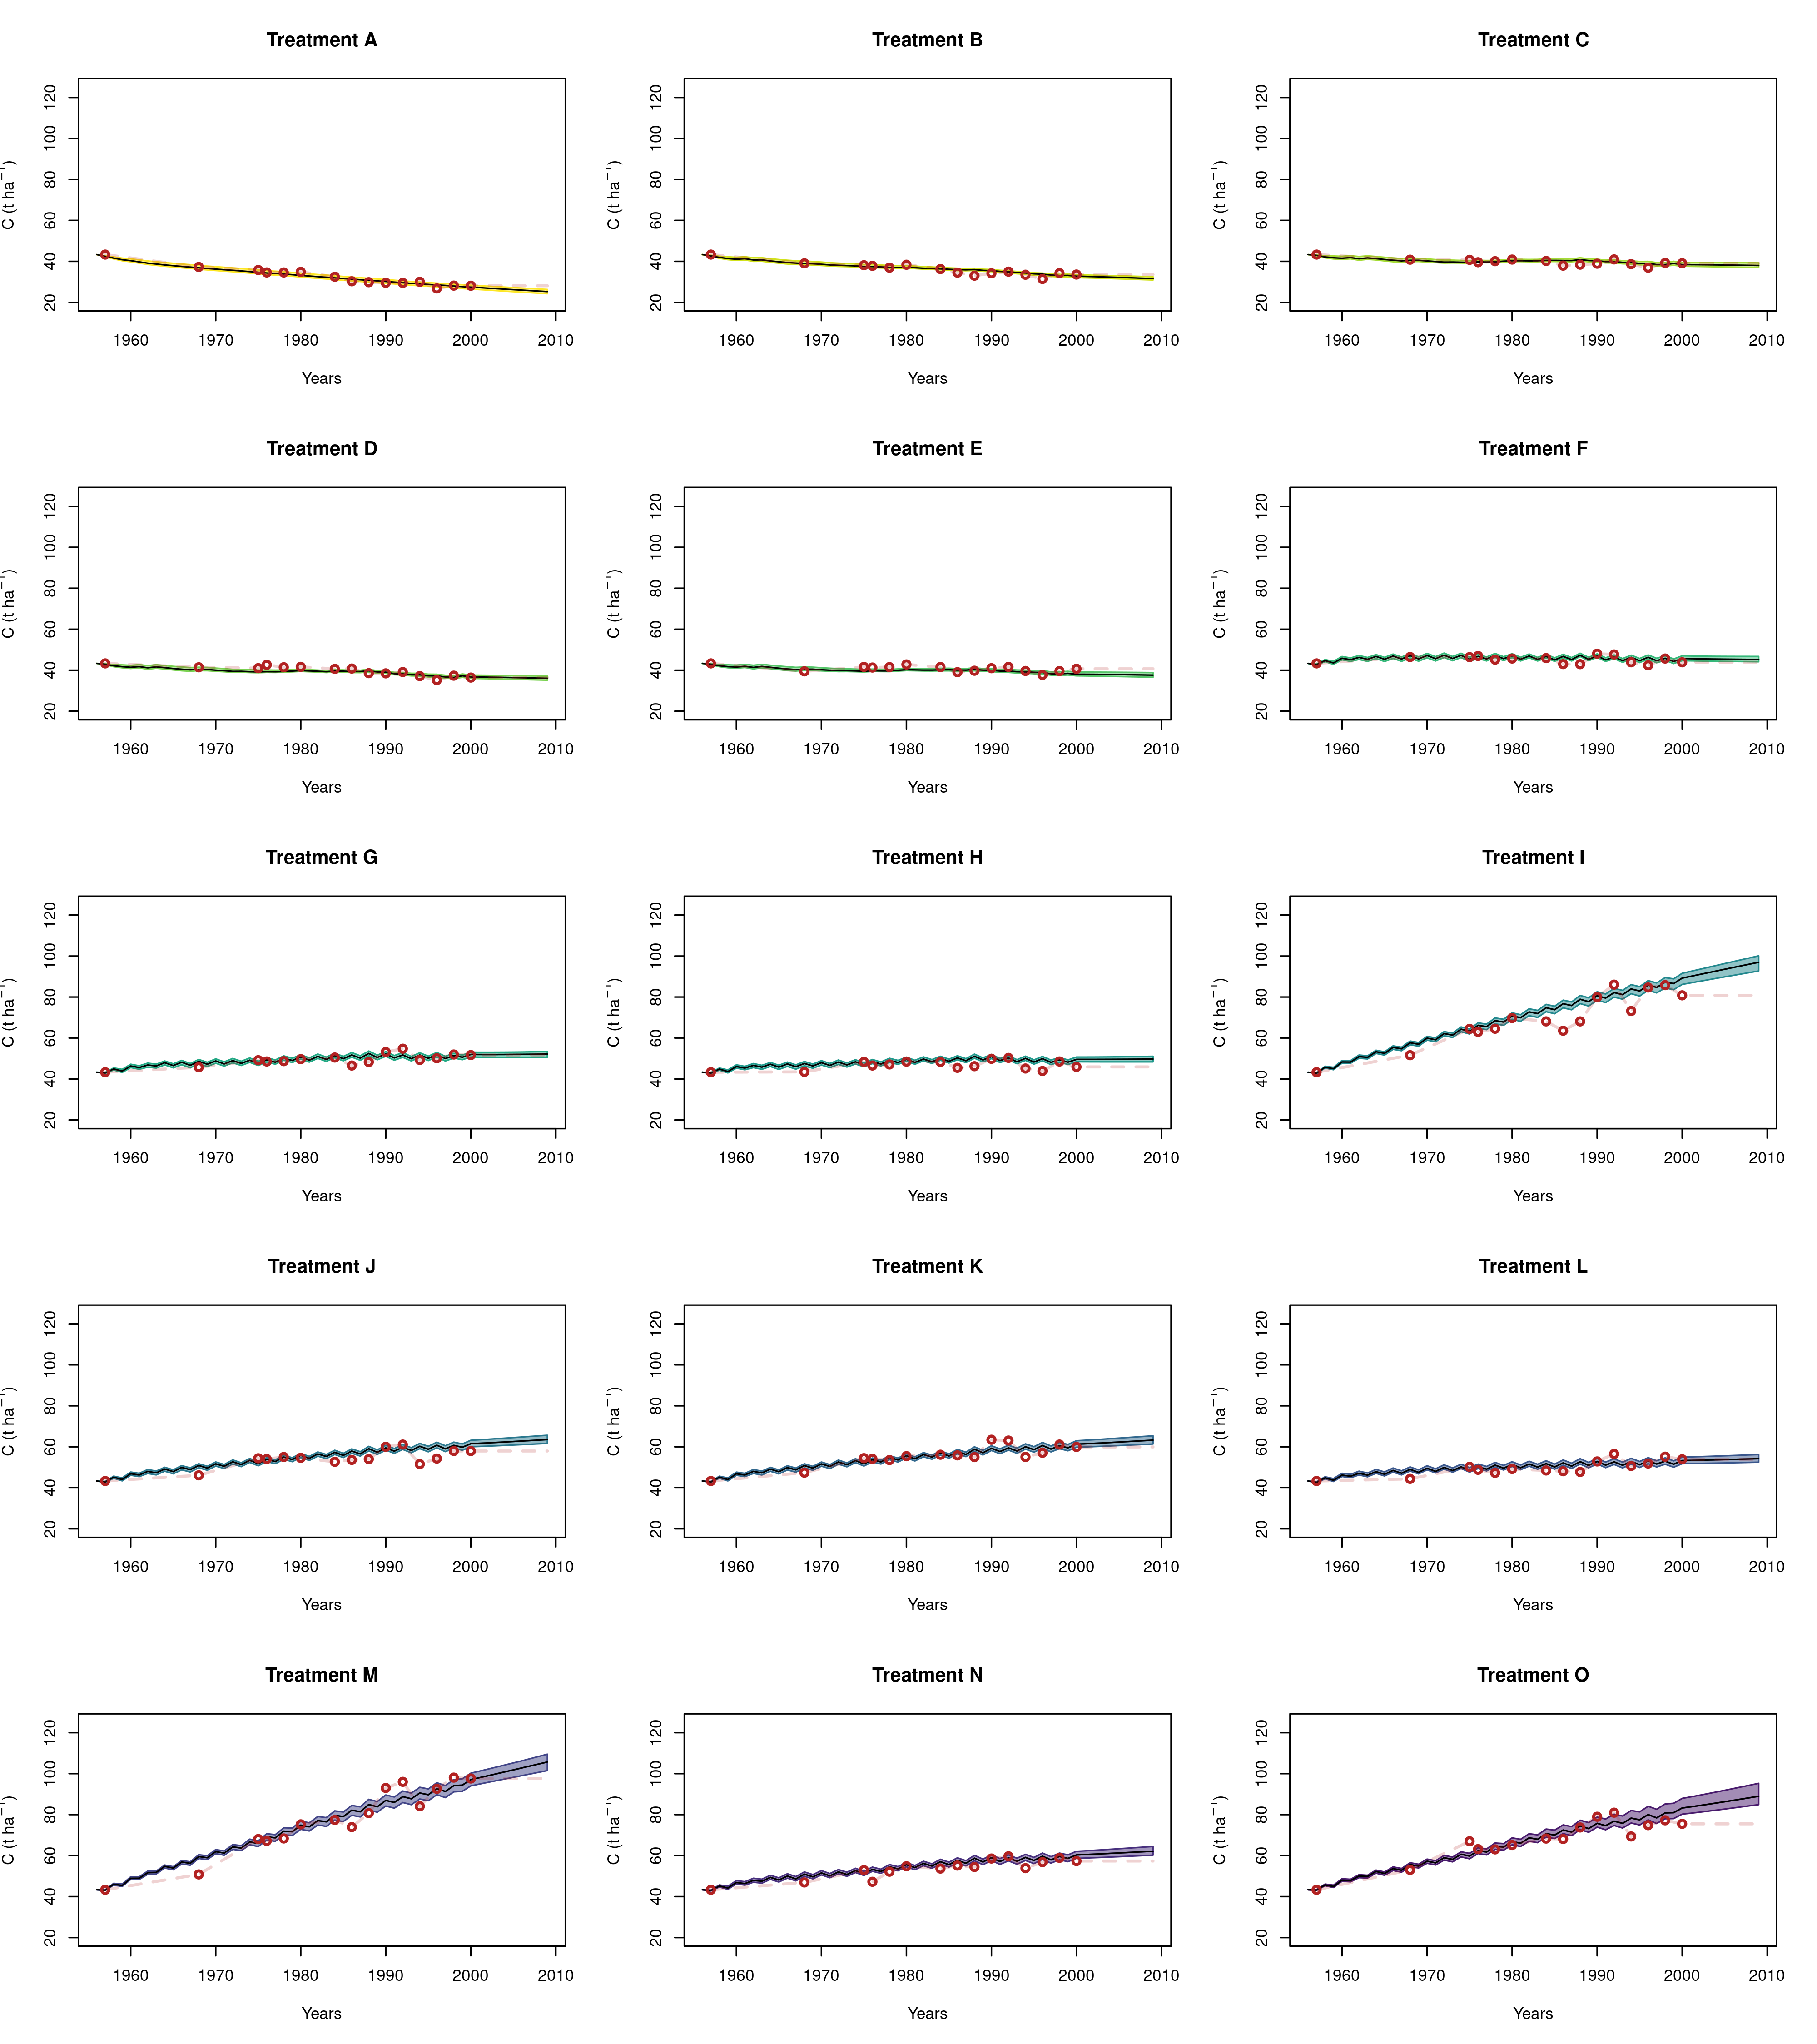 Treatment A
Treatment B
Treatment C
C (t ha⁻¹)
20 40 60 80 100 120
1960 1970 1980 1990 2000 2010
Years
C (t ha⁻¹)
20 40 60 80 100 120
1960 1970 1980 1990 2000 2010
Years
C (t ha⁻¹)
20 40 60 80 100 120
1960 1970 1980 1990 2000 2010
Years
Treatment D
Treatment E
Treatment F
C (t ha⁻¹)
20 40 60 80 100 120
1960 1970 1980 1990 2000 2010
Years
C (t ha⁻¹)
20 40 60 80 100 120
1960 1970 1980 1990 2000 2010
Years
C (t ha⁻¹)
20 40 60 80 100 120
1960 1970 1980 1990 2000 2010
Years
Treatment G
Treatment H
Treatment I
C (t ha⁻¹)
20 40 60 80 100 120
1960 1970 1980 1990 2000 2010
Years
C (t ha⁻¹)
20 40 60 80 100 120
1960 1970 1980 1990 2000 2010
Years
C (t ha⁻¹)
20 40 60 80 100 120
1960 1970 1980 1990 2000 2010
Years
Treatment J
Treatment K
Treatment L
C (t ha⁻¹)
20 40 60 80 100 120
1960 1970 1980 1990 2000 2010
Years
C (t ha⁻¹)
20 40 60 80 100 120
1960 1970 1980 1990 2000 2010
Years
C (t ha⁻¹)
20 40 60 80 100 120
1960 1970 1980 1990 2000 2010
Years
Treatment M
Treatment N
Treatment O
C (t ha⁻¹)
20 40 60 80 100 120
1960 1970 1980 1990 2000 2010
Years
C (t ha⁻¹)
20 40 60 80 100 120
1960 1970 1980 1990 2000 2010
Years
C (t ha⁻¹)
20 40 60 80 100 120
1960 1970 1980 1990 2000 2010
Years